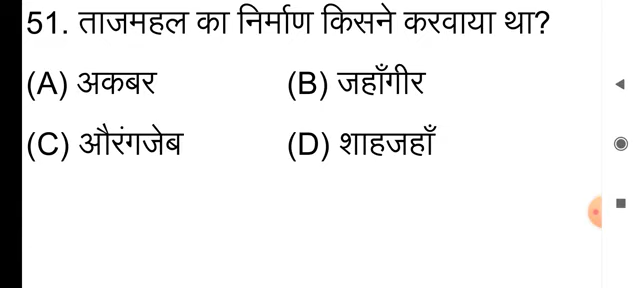 51. ताजमहल का निर्माण किसने करवाया था?
(A) अकबर (B) जहाँगीर
(C) औरंगजेब (D) शाहजहाँ